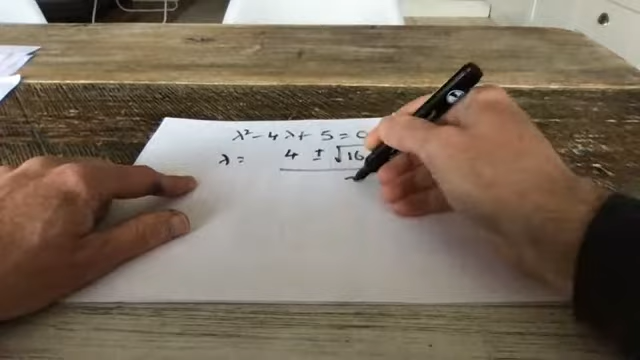 λ² - 4λ + 5 = 0
λ = 4 ± √16